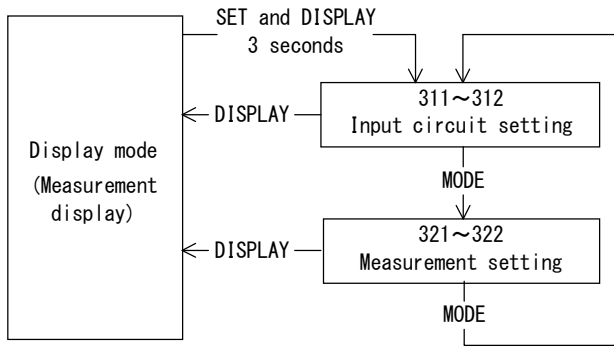 SET and DISPLAY
3 seconds
311～312
Input circuit setting
DISPLAY
Display mode
(Measurement
display)
MODE
321～322
Measurement setting
DISPLAY
MODE